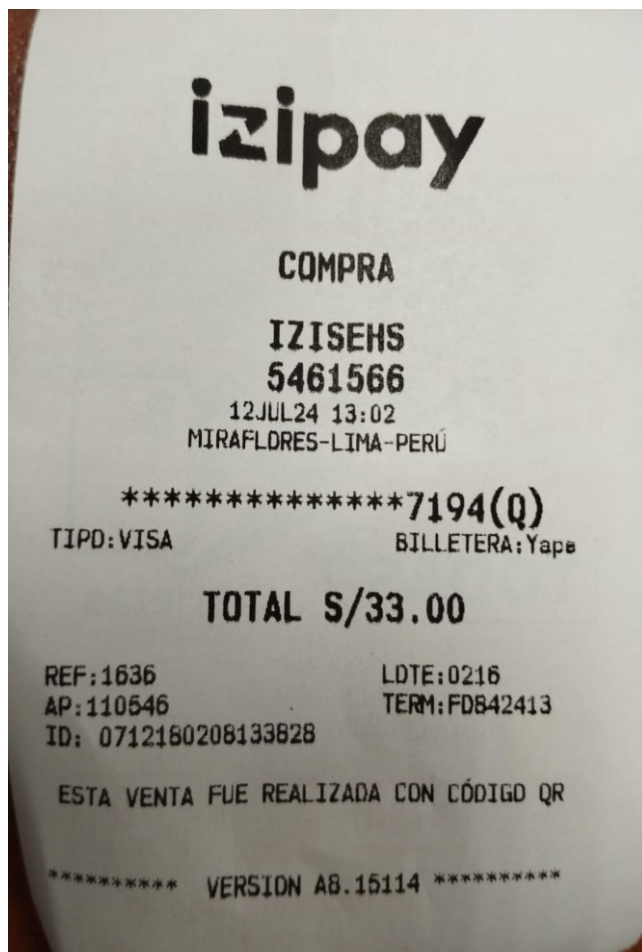 izipay
COMPRA
IZISEHS
5461566
12JUL24 13:02
MIRAFLORES-LIMA-PERÚ
**************7194(Q)
TIPO:VISA BILLETERA:Yape
TOTAL S/33.00
REF:1636 LOTE:0216
AP:110546 TERM:FD842413
ID: 0712180208133828
ESTA VENTA FUE REALIZADA CON CÓDIGO QR
********** VERSION A8.15114 **********